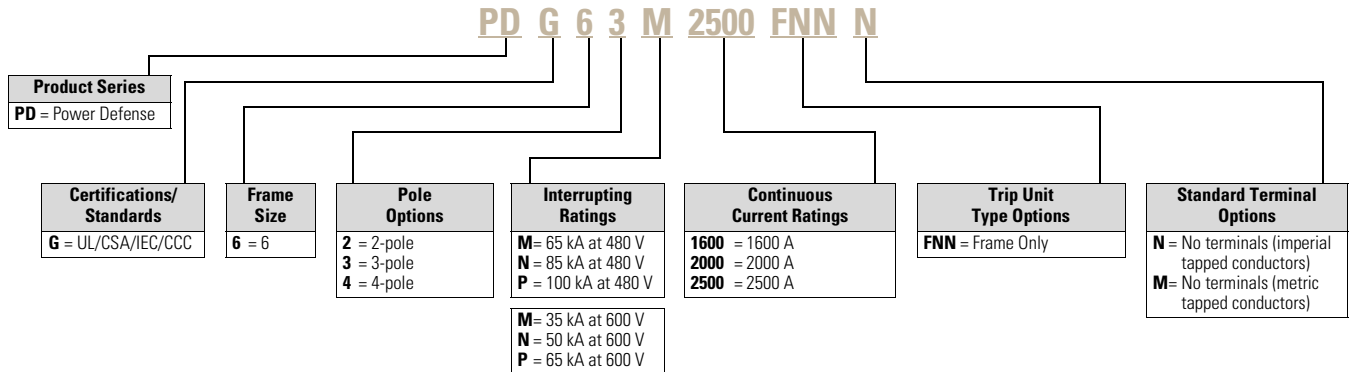 PD G 6 3 M 2500 FNN N
Product Series
PD = Power Defense
Certifications/
Standards
G = UL/CSA/IEC/CCC
Frame
Size
6 = 6
Pole
Options
2 = 2-pole
3 = 3-pole
4 = 4-pole
Interrupting
Ratings
M= 65 kA at 480 V
N = 85 kA at 480 V
P = 100 kA at 480 V
M= 35 kA at 600 V
N = 50 kA at 600 V
P = 65 kA at 600 V
Continuous
Current Ratings
1600 = 1600 A
2000 = 2000 A
2500 = 2500 A
Trip Unit
Type Options
FNN = Frame Only
Standard Terminal
Options
N = No terminals (imperial
tapped conductors)
M= No terminals (metric
tapped conductors)